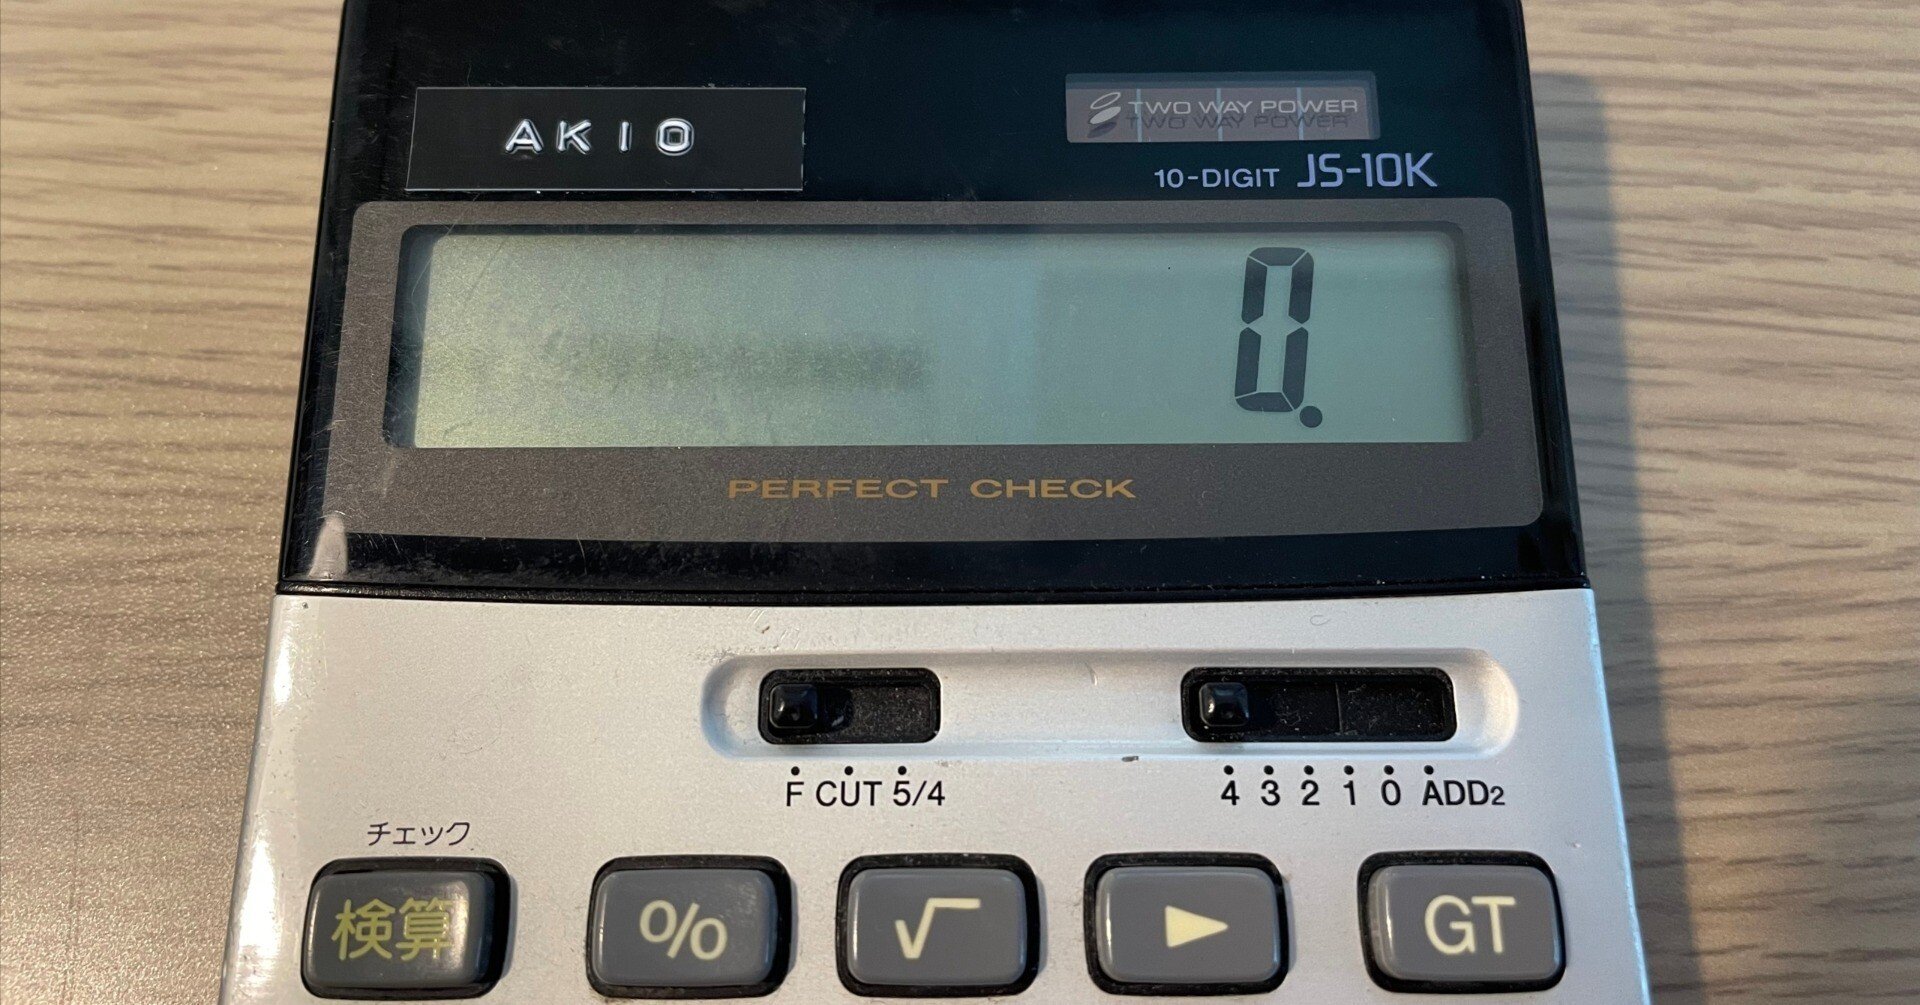 AKIO
TWO WAY POWER
10-DIGIT JS-10K
0.
PERFECT CHECK
F CUT 5/4
4 3 2 1 0 ADD2
チェック
検算 % √ ▶ GT